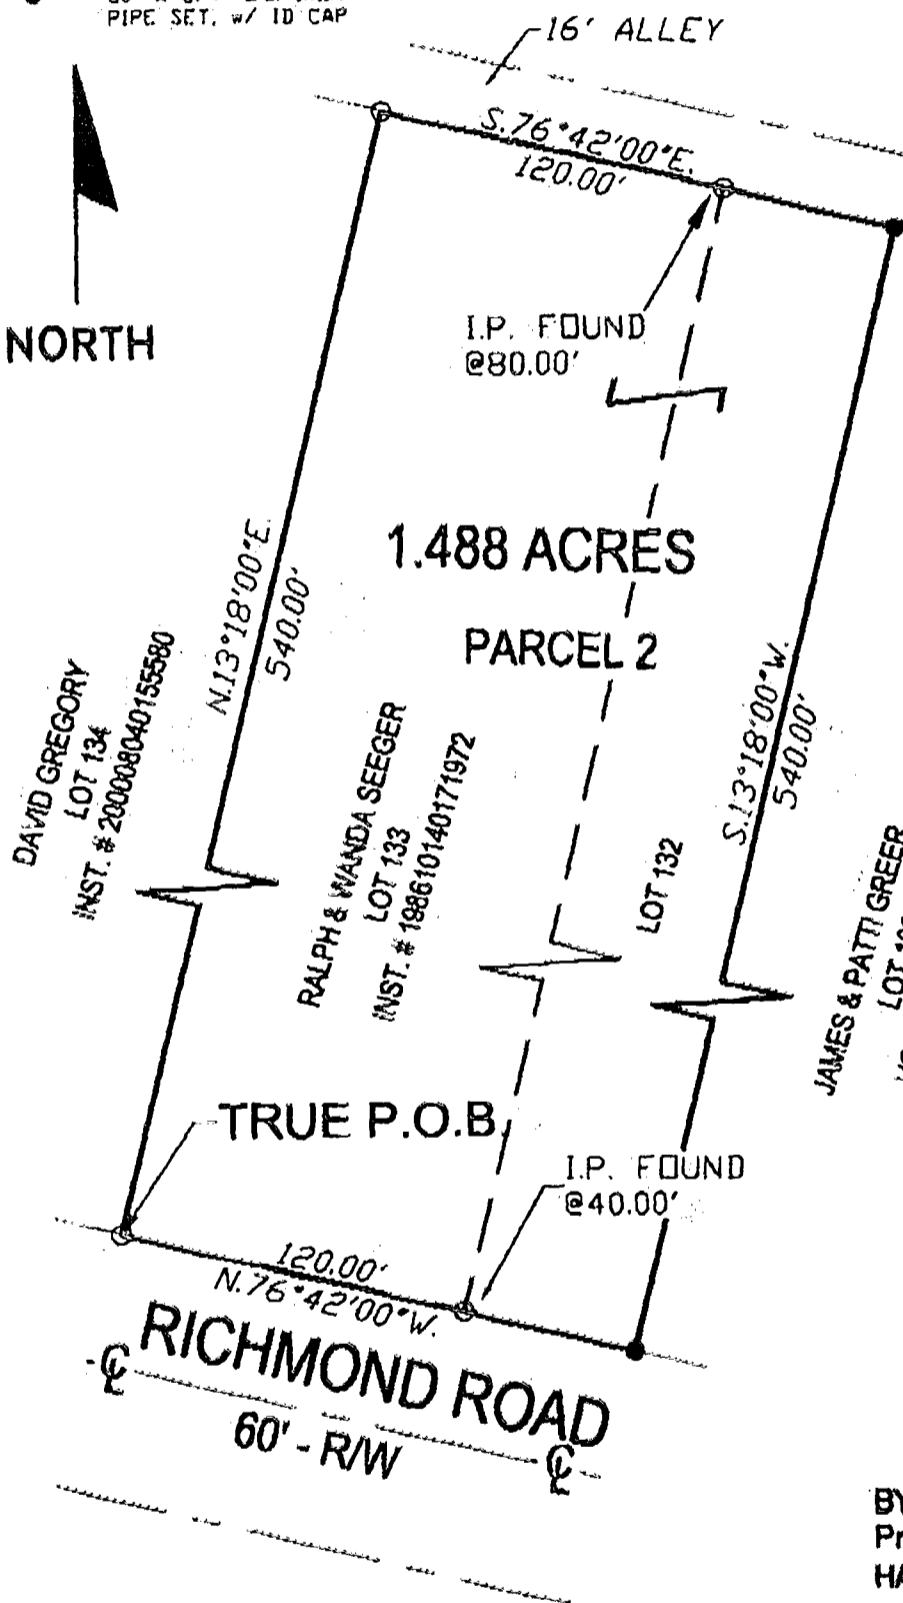 PIPE SET. w/ ID CAP
16' ALLEY
S.76°42'00"E.
120.00'
NORTH
I.P. FOUND
@80.00'
1.488 ACRES
PARCEL 2
N.13°18'00"E.
540.00'
S.13°18'00"W.
540.00'
DAVID GREGORY
LOT 134
INST. # 200008040155580
RALPH & WANDA SEEGER
LOT 133
INST. # 198610140171972
LOT 132
JAMES & PATTI GREER
LOT
TRUE P.O.B.
I.P. FOUND
@40.00'
120.00'
N.76°42'00"W.
RICHMOND ROAD
60' - R/W
BY